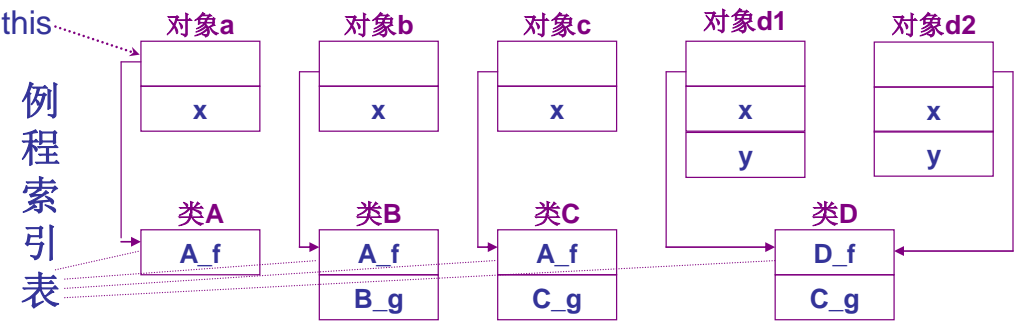 this
对象a
对象b
对象c
对象d1
对象d2
x
x
x
x
x
y
y
例
程
索
引
表
类A
类B
类C
类D
A_f
A_f
A_f
D_f
B_g
C_g
C_g